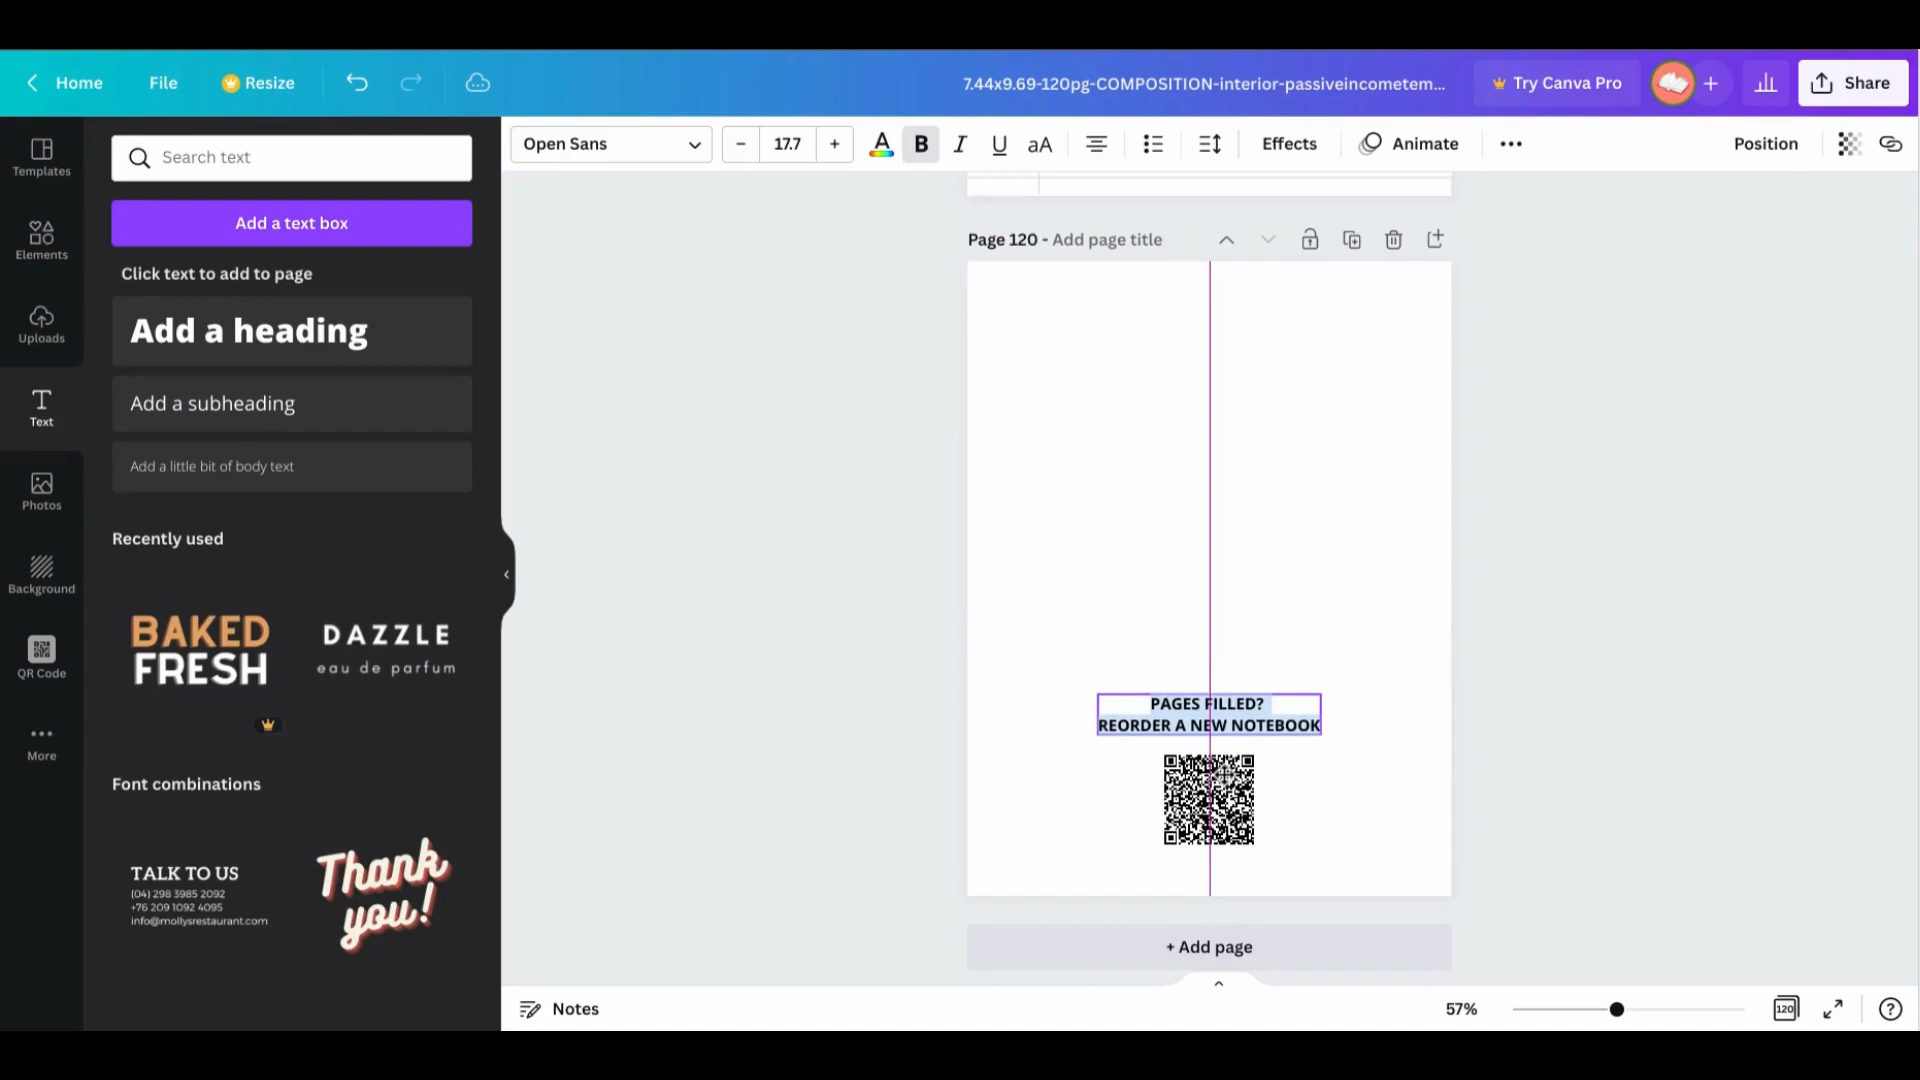 Home
File
Resize
7.44x9.69-120pg-COMPOSITION-interior-passiveincometem...
Try Canva Pro
Share
Templates
Elements
Uploads
Text
Photos
Background
QR Code
More
Search text
Add a text box
Click text to add to page
Add a heading
Add a subheading
Add a little bit of body text
Recently used
BAKED
FRESH
DAZZLE
eau de parfum
Font combinations
TALK TO US
(04) 298 3985 2092
+76 209 1092 4095
info@mollysrestaurant.com
Thank
you!
Open Sans
17.7
A
B
I
U
aA
Effects
Animate
Position
Page 120 - Add page title
PAGES FILLED?
REORDER A NEW NOTEBOOK
+ Add page
Notes
57%
120